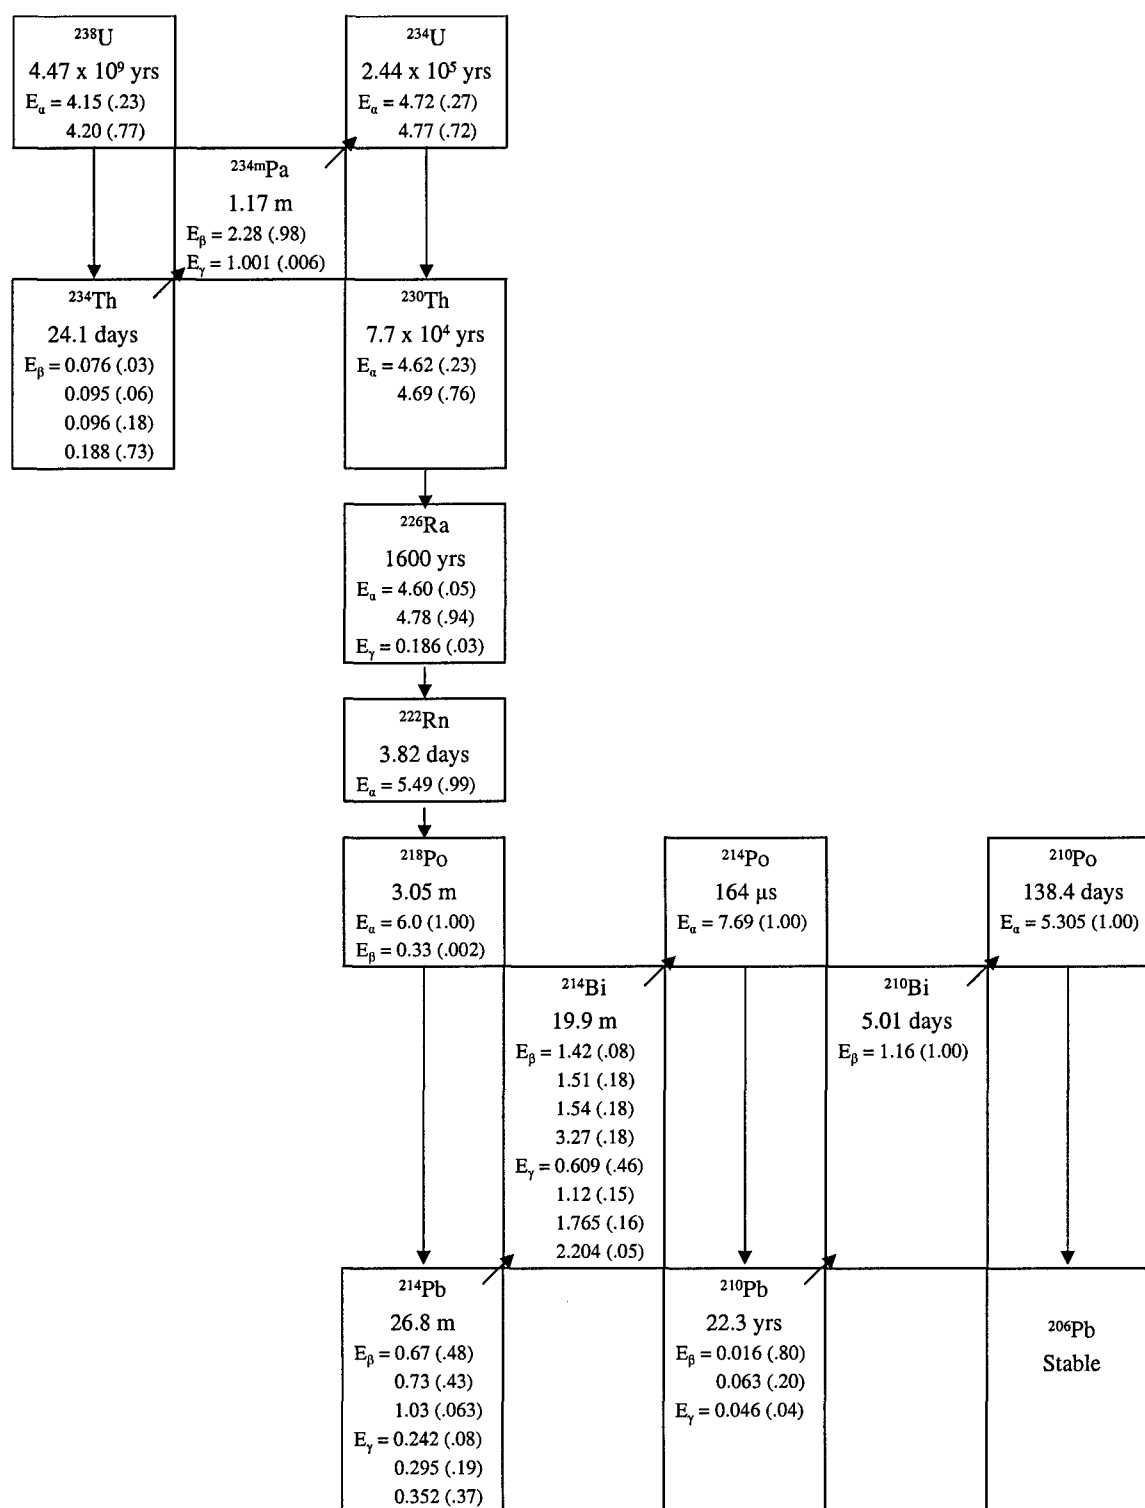 ²³⁸U
4.47 x 10⁹ yrs
Eα = 4.15 (.23)
4.20 (.77)
²³⁴U
2.44 x 10⁵ yrs
Eα = 4.72 (.27)
4.77 (.72)
²³⁴ᵐPa
1.17 m
Eβ = 2.28 (.98)
Eγ = 1.001 (.006)
²³⁴Th
24.1 days
Eβ = 0.076 (.03)
0.095 (.06)
0.096 (.18)
0.188 (.73)
²³⁰Th
7.7 x 10⁴ yrs
Eα = 4.62 (.23)
4.69 (.76)
²²⁶Ra
1600 yrs
Eα = 4.60 (.05)
4.78 (.94)
Eγ = 0.186 (.03)
²²²Rn
3.82 days
Eα = 5.49 (.99)
²¹⁸Po
3.05 m
Eα = 6.0 (1.00)
Eβ = 0.33 (.002)
²¹⁴Po
164 µs
Eα = 7.69 (1.00)
²¹⁰Po
138.4 days
Eα = 5.305 (1.00)
²¹⁴Bi
19.9 m
Eβ = 1.42 (.08)
1.51 (.18)
1.54 (.18)
3.27 (.18)
Eγ = 0.609 (.46)
1.12 (.15)
1.765 (.16)
2.204 (.05)
²¹⁰Bi
5.01 days
Eβ = 1.16 (1.00)
²¹⁴Pb
26.8 m
Eβ = 0.67 (.48)
0.73 (.43)
1.03 (.063)
Eγ = 0.242 (.08)
0.295 (.19)
0.352 (.37)
²¹⁰Pb
22.3 yrs
Eβ = 0.016 (.80)
0.063 (.20)
Eγ = 0.046 (.04)
²⁰⁶Pb
Stable